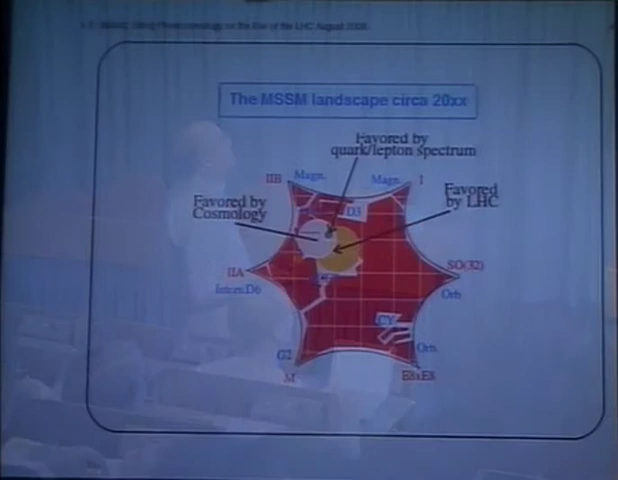 The MSSM landscape circa 20xx
Favored by
quark/lepton spectrum
IIB
Magn.
Magn.
I
Favored by
Cosmology
D3
Favored
by LHC
IIA
Inters.D6
SO(32)
Orb.
CY
G2
M
Orb.
E8xE8